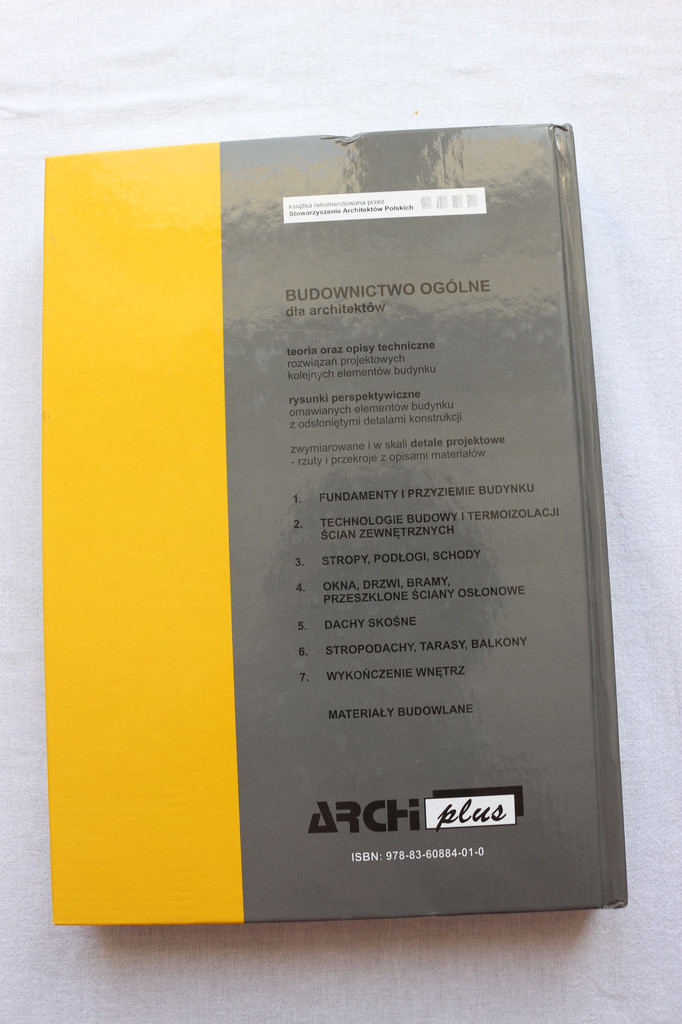 książka rekomendowana przez
Stowarzyszenie Architektów Polskich
BUDOWNICTWO OGÓLNE
dla architektów
teoria oraz opisy techniczne
rozwiązań projektowych
kolejnych elementów budynku
rysunki perspektywiczne
omawianych elementów budynku
z odsłoniętymi detalami konstrukcji
zwymiarowane i w skali detale projektowe
- rzuty i przekroje z opisami materiałów
1. FUNDAMENTY I PRZYZIEMIE BUDYNKU
2. TECHNOLOGIE BUDOWY I TERMOIZOLACJI
ŚCIAN ZEWNĘTRZNYCH
3. STROPY, PODŁOGI, SCHODY
4. OKNA, DRZWI, BRAMY,
PRZESZKLONE ŚCIANY OSŁONOWE
5. DACHY SKOŚNE
6. STROPODACHY, TARASY, BALKONY
7. WYKOŃCZENIE WNĘTRZ
MATERIAŁY BUDOWLANE
ARCHi plus
ISBN: 978-83-60884-01-0